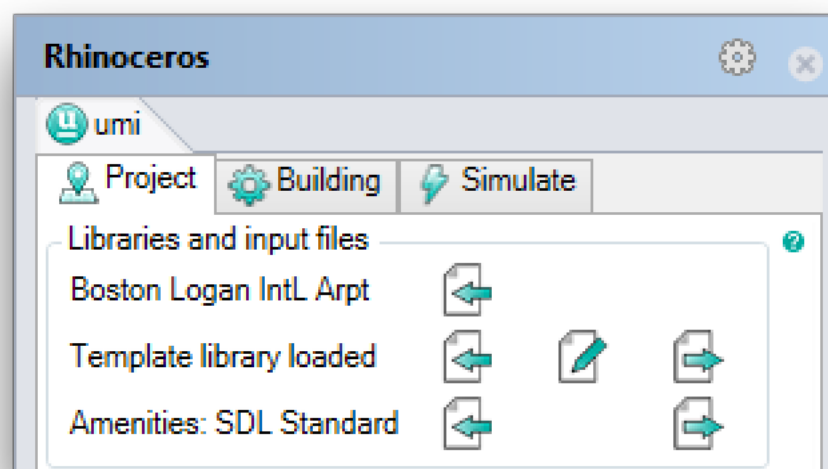 Rhinoceros
umi
Project Building Simulate
Libraries and input files
Boston Logan IntL Arpt
Template library loaded
Amenities: SDL Standard